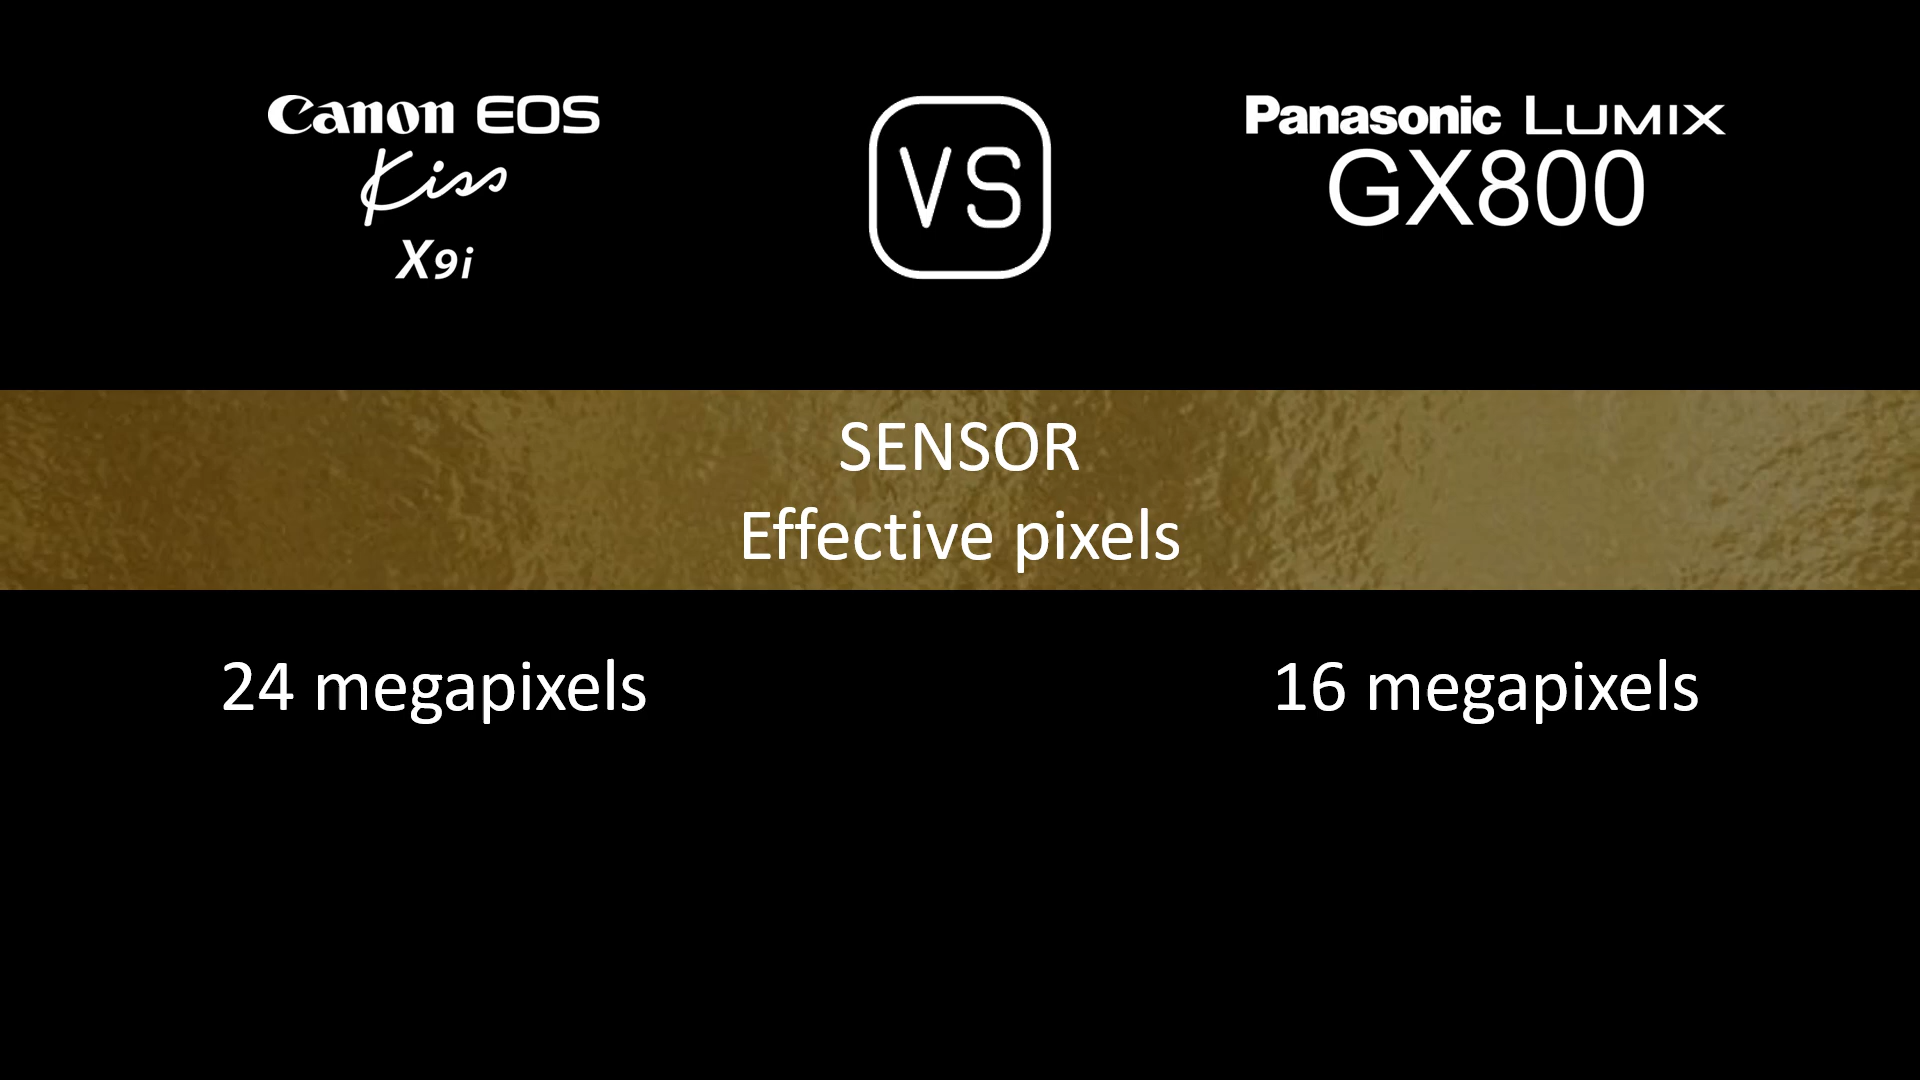 Canon EOS
Kiss
X9i
VS
Panasonic LUMIX
GX800
SENSOR
Effective pixels
24 megapixels
16 megapixels